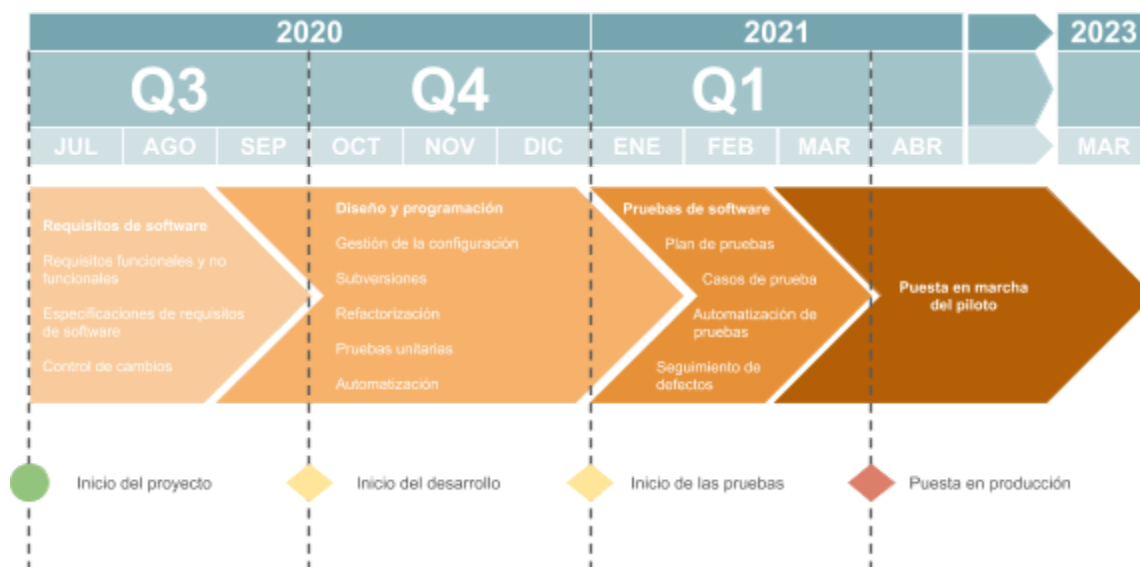 2020
2021
2023
Q3
Q4
Q1
JUL
AGO
SEP
OCT
NOV
DIC
ENE
FEB
MAR
ABR
MAR
Requisitos de software
Requisitos funcionales y no
funcionales
Especificaciones de requisitos
de software
Control de cambios
Diseño y programación
Gestión de la configuración
Subversiones
Refactorización
Pruebas unitarias
Automatización
Pruebas de software
Plan de pruebas
Casos de prueba
Automatización de
pruebas
Seguimiento de
defectos
Puesta en marcha
del piloto
Inicio del proyecto
Inicio del desarrollo
Inicio de las pruebas
Puesta en producción